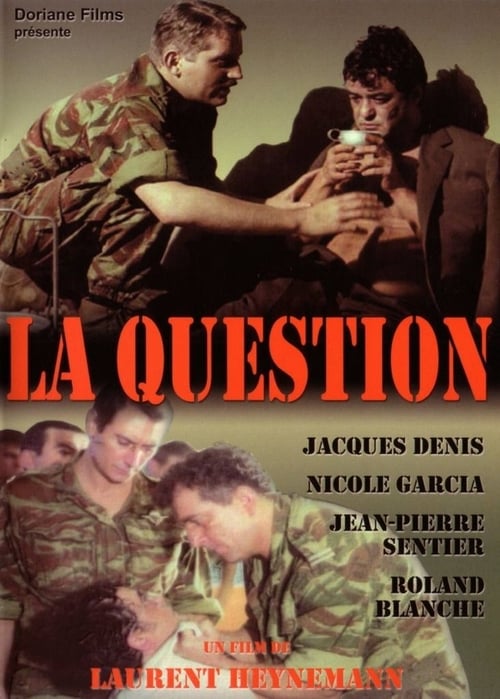 Doriane Films
présente
LA QUESTION
JACQUES DENIS
NICOLE GARCIA
JEAN-PIERRE
SENTIER
ROLAND
BLANCHE
UN FILM DE
LAURENT HEYNEMANN